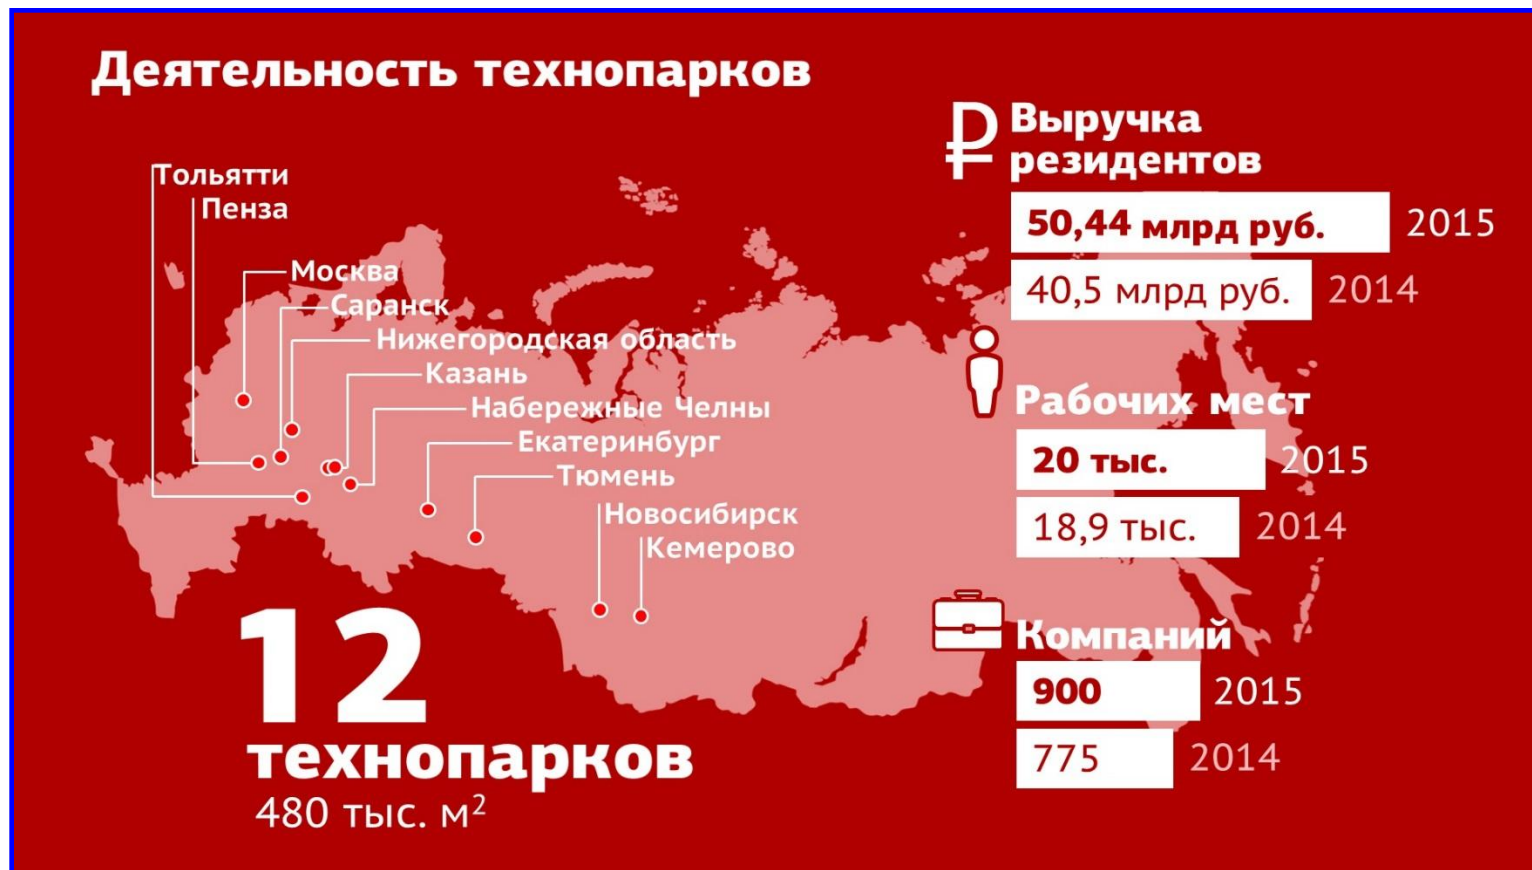 Деятельность технопарков
Тольятти
Пенза
Москва
Саранск
Нижегородская область
Казань
Набережные Челны
Екатеринбург
Тюмень
Новосибирск
Кемерово
12
технопарков
480 тыс. м²
₽ Выручка
резидентов
50,44 млрд руб. 2015
40,5 млрд руб. 2014
Рабочих мест
20 тыс. 2015
18,9 тыс. 2014
Компаний
900 2015
775 2014